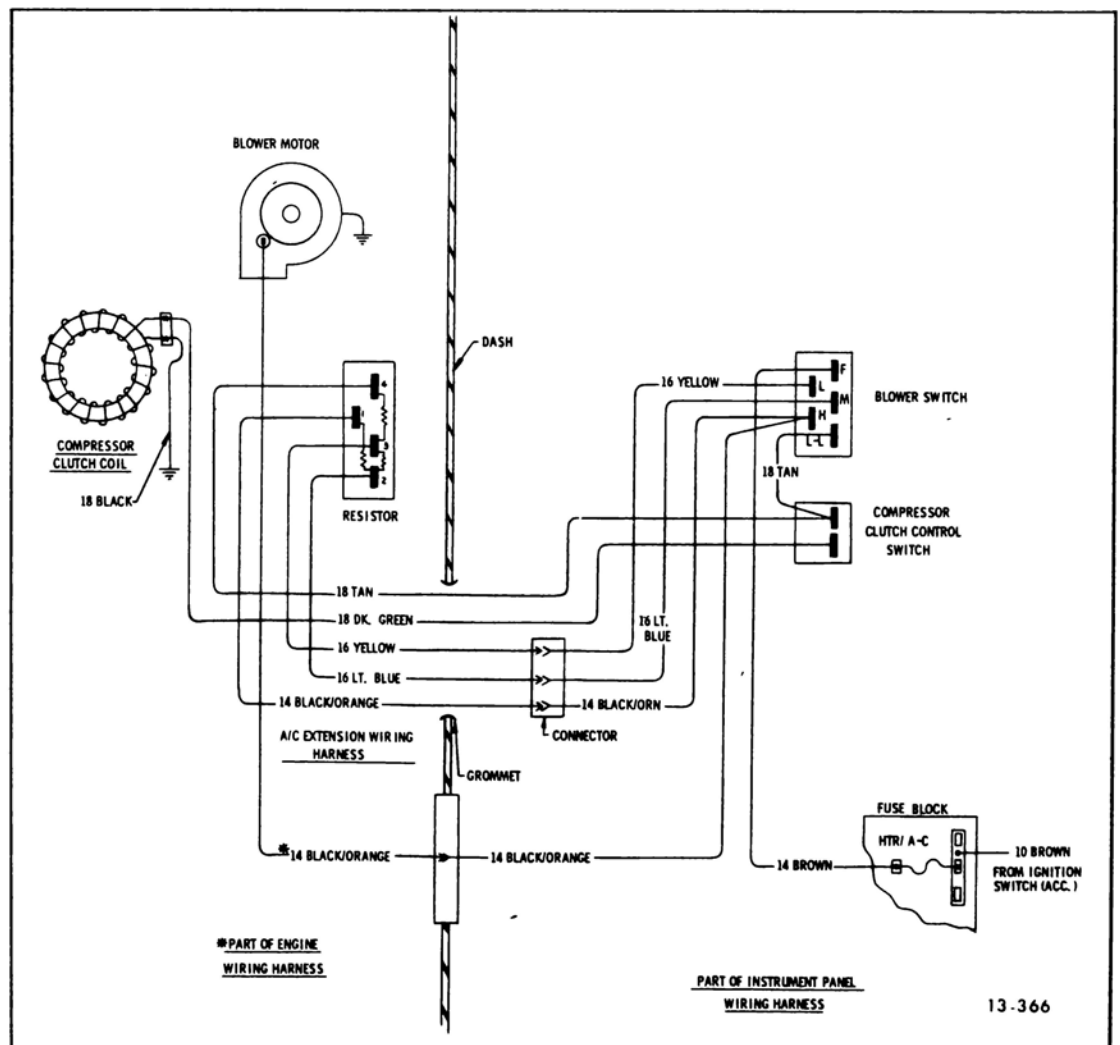 BLOWER MOTOR
DASH
16 YELLOW
F
L
M
H
L-L
BLOWER SWITCH
COMPRESSOR
CLUTCH COIL
18 BLACK
4
1
3
2
RESISTOR
18 TAN
COMPRESSOR
CLUTCH CONTROL
SWITCH
18 TAN
18 DK. GREEN
16 LT.
BLUE
16 YELLOW
16 LT. BLUE
14 BLACK/ORANGE
14 BLACK/ORN
A/C EXTENSION WIRING
HARNESS
CONNECTOR
GROMMET
FUSE BLOCK
HTR/ A-C
*14 BLACK/ORANGE
14 BLACK/ORANGE
14 BROWN
10 BROWN
FROM IGNITION
SWITCH (ACC.)
*PART OF ENGINE
WIRING HARNESS
PART OF INSTRUMENT PANEL
WIRING HARNESS
13-366